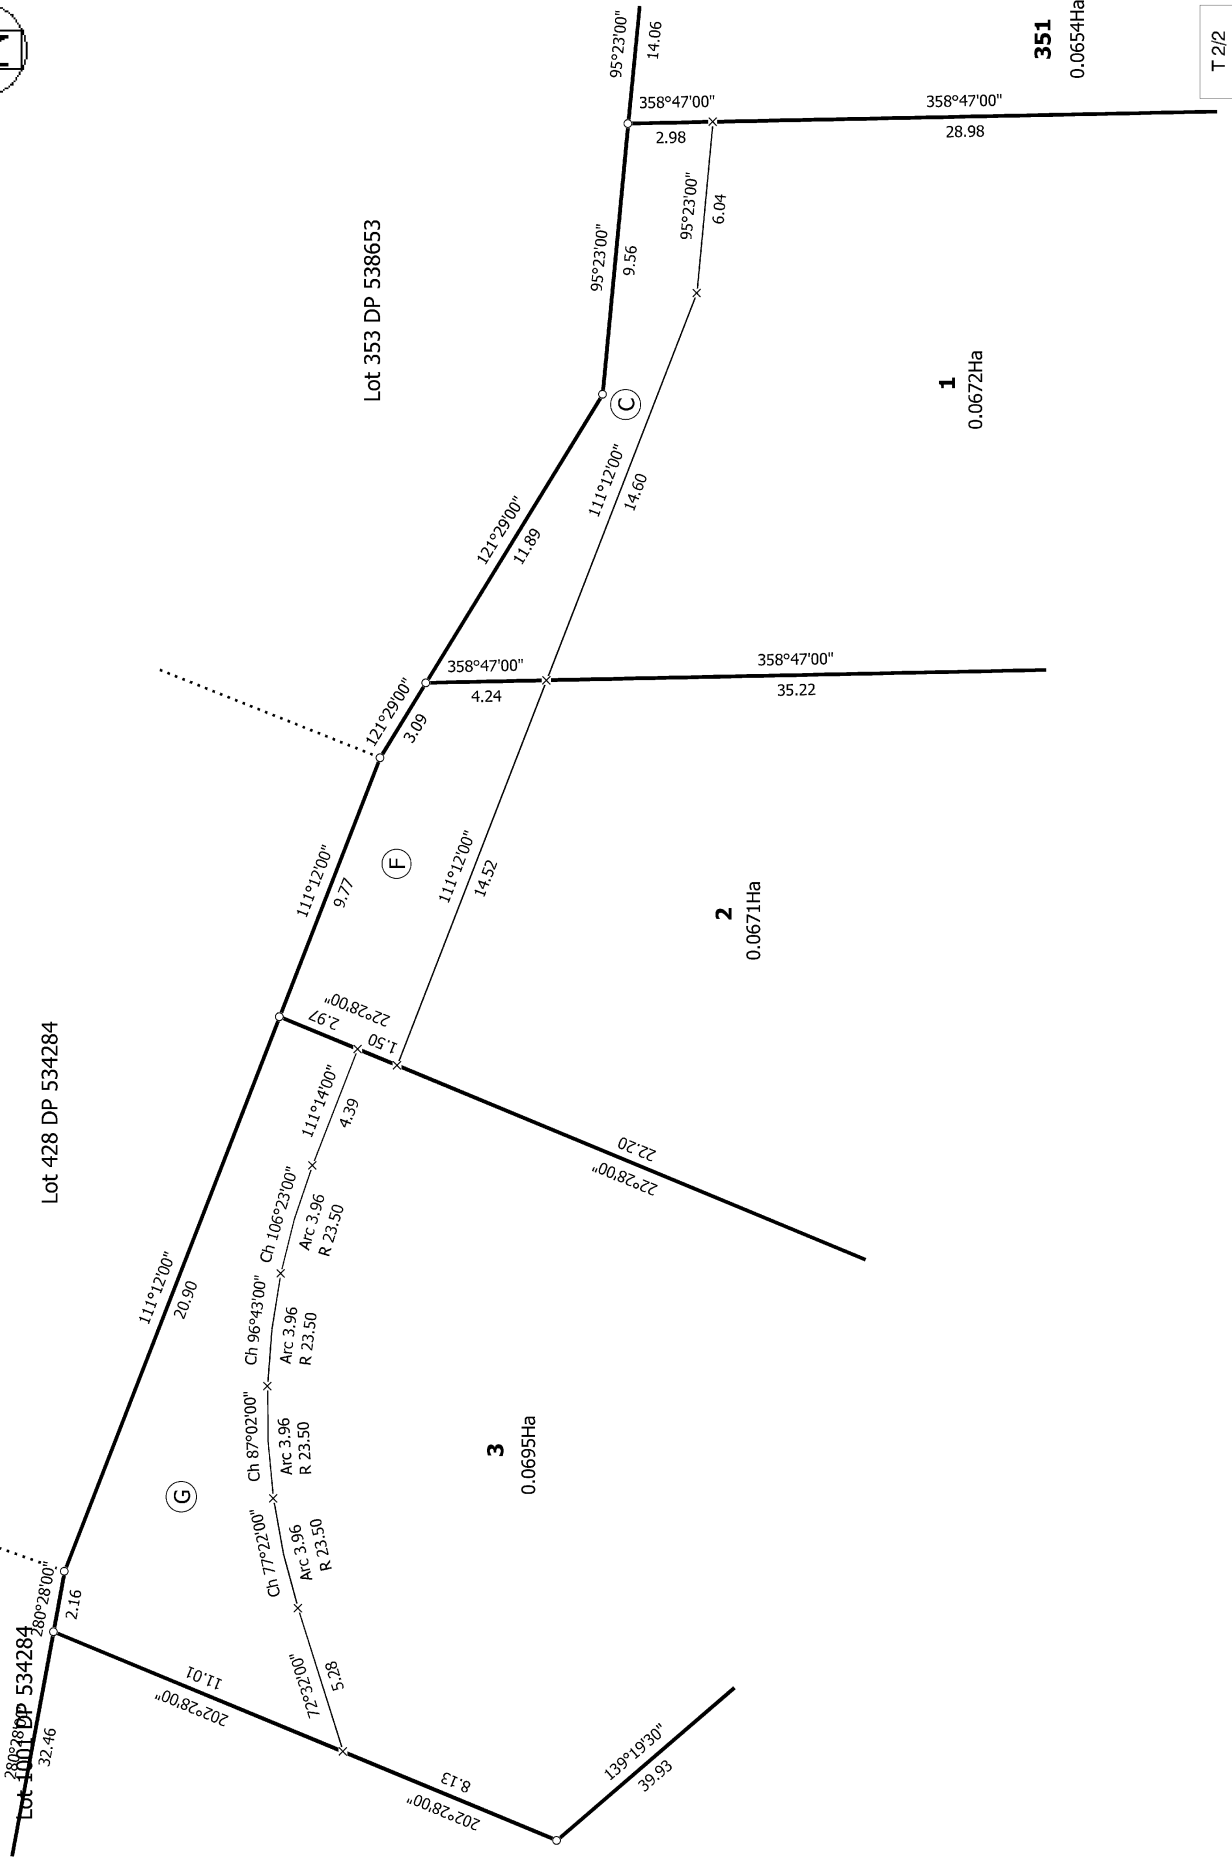 N
Lot 1001 DP 534284
280°28'00"
32.46
280°28'00"
2.16
Lot 428 DP 534284
111°12'00"
20.90
111°12'00"
9.77
121°29'00"
3.09
Lot 353 DP 538653
121°29'00"
11.89
95°23'00"
9.56
95°23'00"
14.06
358°47'00"
2.98
358°47'00"
28.98
351
0.0654Ha
T 2/2
95°23'00"
6.04
C
111°12'00"
14.60
1
0.0672Ha
358°47'00"
4.24
358°47'00"
35.22
F
111°12'00"
14.52
2
0.0671Ha
22°28'00"
2.97
1.50
22.20
22°28'00"
111°14'00"
4.39
Ch 106°23'00"
Arc 3.96
R 23.50
Ch 96°43'00"
Arc 3.96
R 23.50
Ch 87°02'00"
Arc 3.96
R 23.50
Ch 77°22'00"
Arc 3.96
R 23.50
72°32'00"
5.28
G
3
0.0695Ha
11.01
202°28'00"
8.13
202°28'00"
139°19'30"
39.93